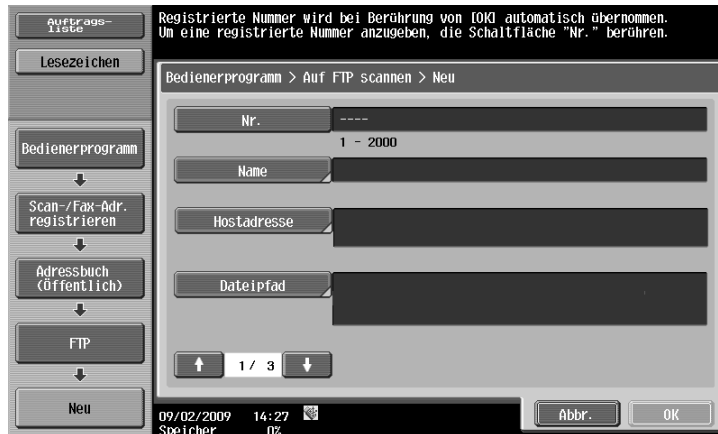 Auftrags-
liste
Lesezeichen
Registrierte Nummer wird bei Berührung von [OK] automatisch übernommen.
Um eine registrierte Nummer anzugeben, die Schaltfläche "Nr." berühren.
Bedienerprogramm > Auf FTP scannen > Neu
Bedienerprogramm
Scan-/Fax-Adr.
registrieren
Adressbuch
(Öffentlich)
FTP
Neu
Nr.
----
1 - 2000
Name
Hostadresse
Dateipfad
1/ 3
09/02/2009 14:27
Speicher 0%
Abbr.
OK